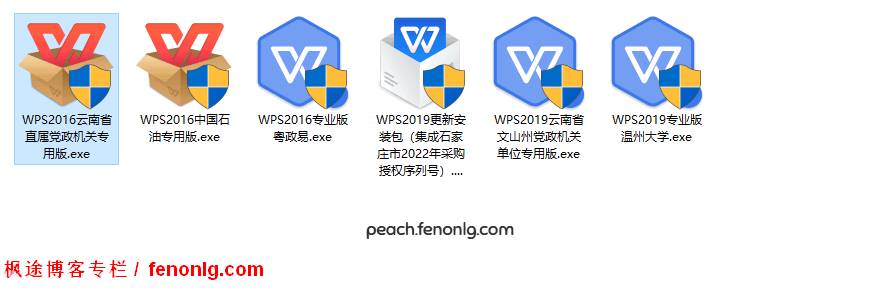 WPS2016云南省
直属党政机关专
用版.exe
WPS2016中国石
油专用版.exe
WPS2016专业版
粤政易.exe
WPS2019更新安
装包（集成石家
庄市2022年采购
授权序列号）....
WPS2019云南省
文山州党政机关
单位专用版.exe
WPS2019专业版
温州大学.exe
peach.fenonlg.com
枫途博客专栏 / fenonlg.com